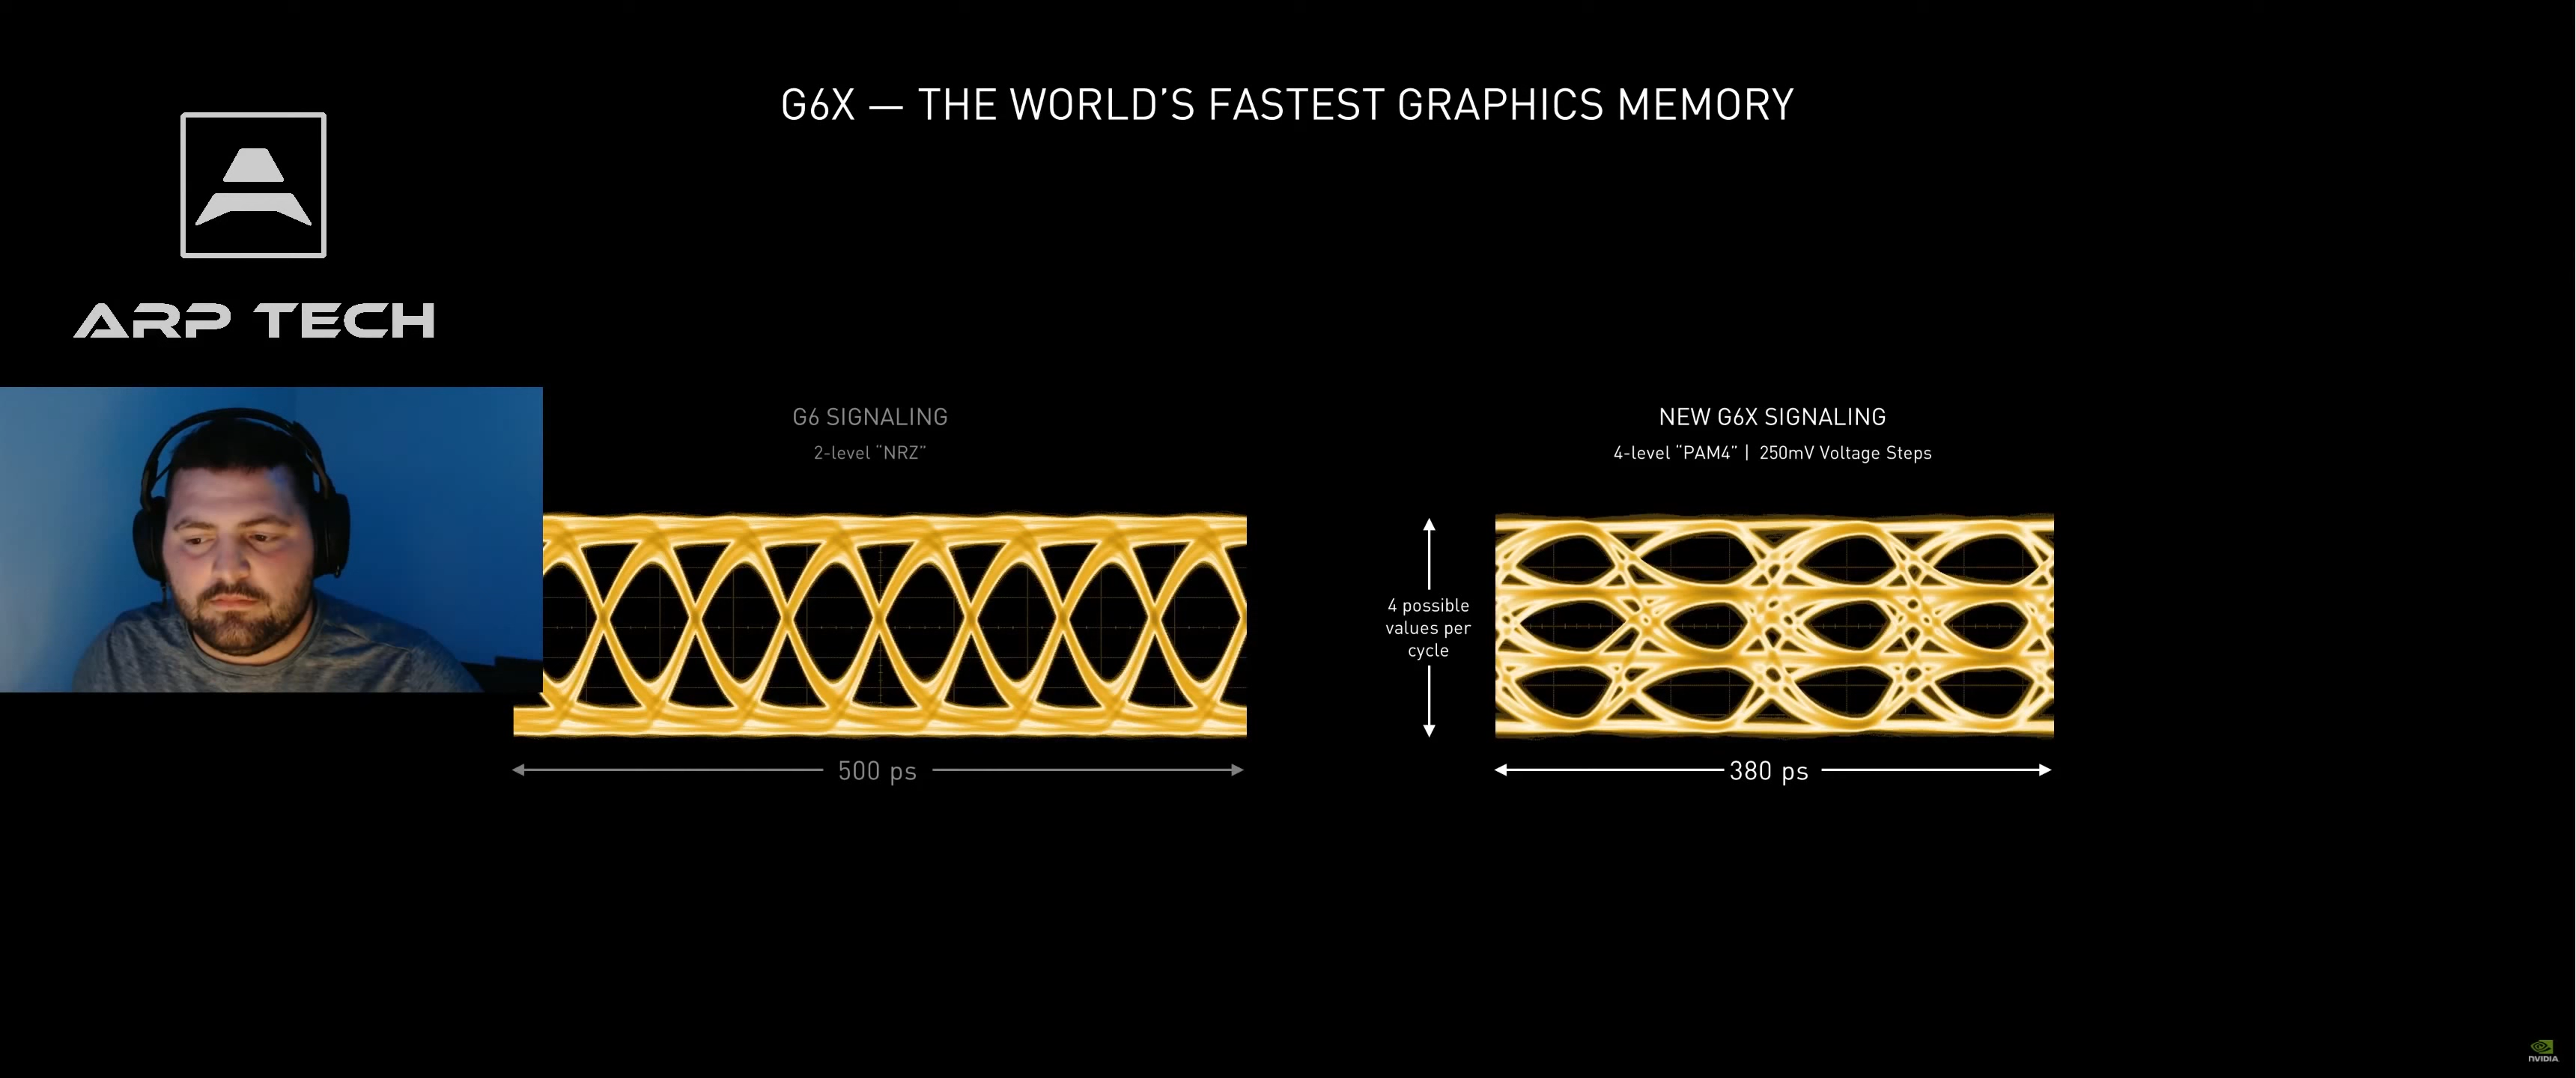 G6X — THE WORLD'S FASTEST GRAPHICS MEMORY
ARP TECH
G6 SIGNALING
2-level "NRZ"
500 ps
NEW G6X SIGNALING
4-level "PAM4" | 250mV Voltage Steps
4 possible
values per
cycle
380 ps
NVIDIA